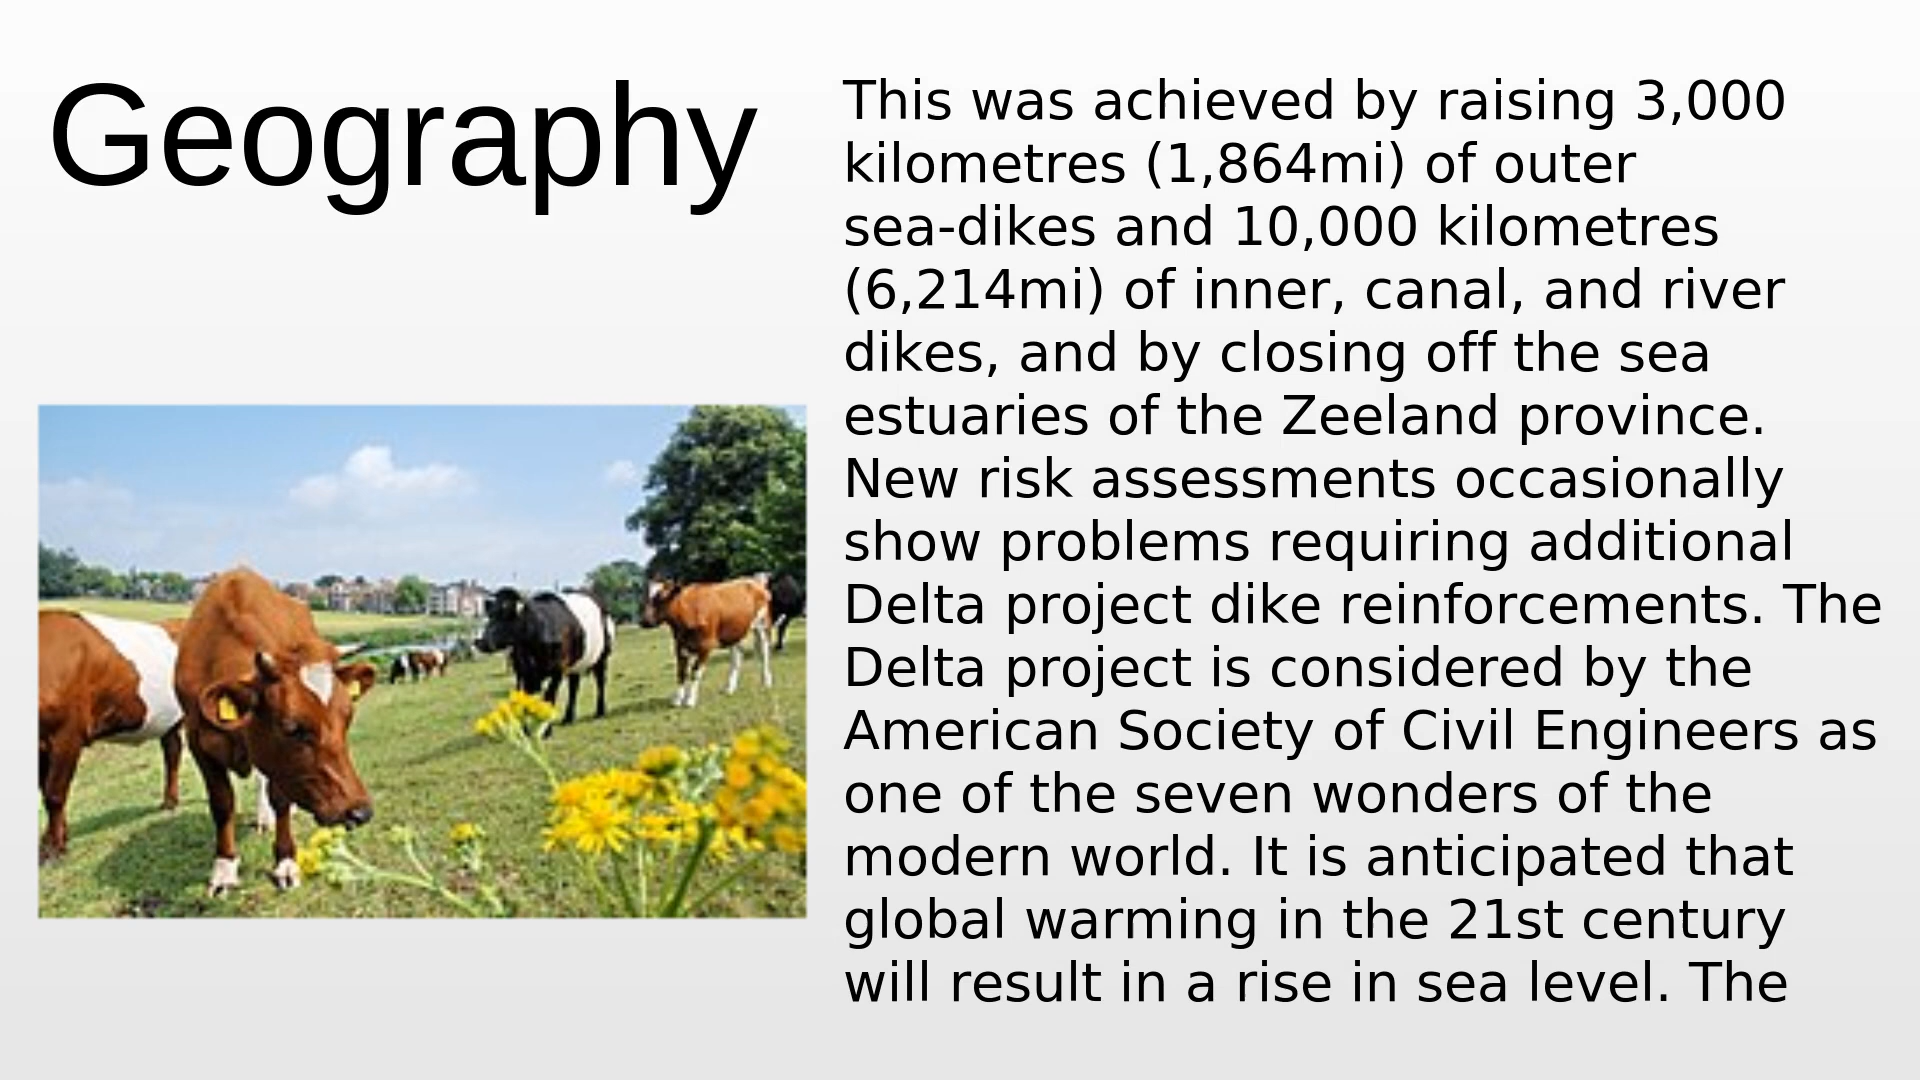 Geography
This was achieved by raising 3,000
kilometres (1,864mi) of outer
sea-dikes and 10,000 kilometres
(6,214mi) of inner, canal, and river
dikes, and by closing off the sea
estuaries of the Zeeland province.
New risk assessments occasionally
show problems requiring additional
Delta project dike reinforcements. The
Delta project is considered by the
American Society of Civil Engineers as
one of the seven wonders of the
modern world. It is anticipated that
global warming in the 21st century
will result in a rise in sea level. The